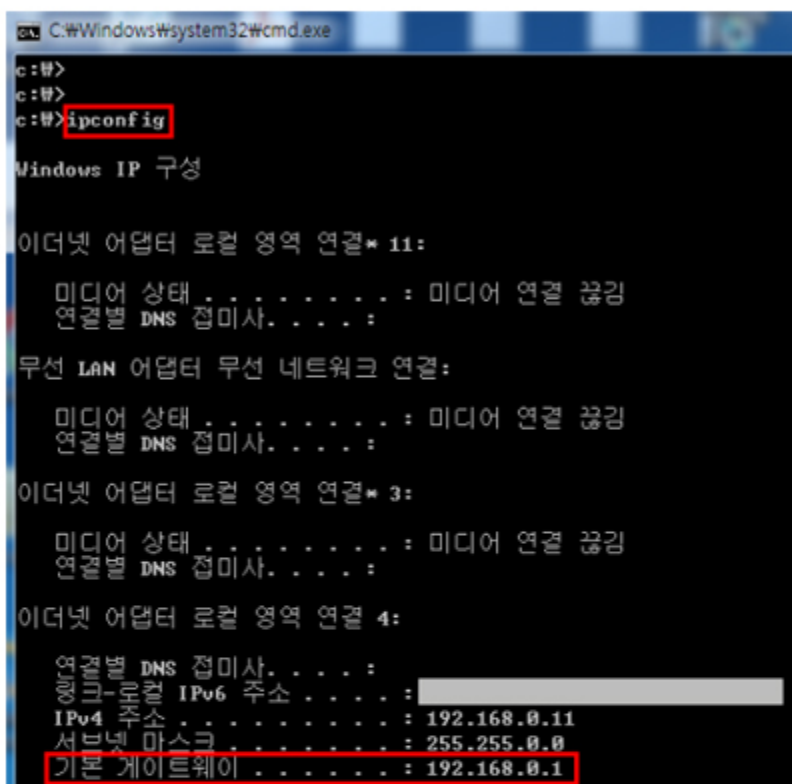 C:₩Windows₩system32₩cmd.exe
c:₩>
c:₩>
c:₩>ipconfig
Windows IP 구성
이더넷 어댑터 로컬 영역 연결* 11:
미디어 상태 . . . . . . . . : 미디어 연결 끊김
연결별 DNS 접미사. . . . :
무선 LAN 어댑터 무선 네트워크 연결:
미디어 상태 . . . . . . . . : 미디어 연결 끊김
연결별 DNS 접미사. . . . :
이더넷 어댑터 로컬 영역 연결* 3:
미디어 상태 . . . . . . . . : 미디어 연결 끊김
연결별 DNS 접미사. . . . :
이더넷 어댑터 로컬 영역 연결 4:
연결별 DNS 접미사. . . . :
링크-로컬 IPv6 주소 . . . . :
IPv4 주소 . . . . . . . . . : 192.168.0.11
서브넷 마스크 . . . . . . . : 255.255.0.0
기본 게이트웨이 . . . . . . : 192.168.0.1